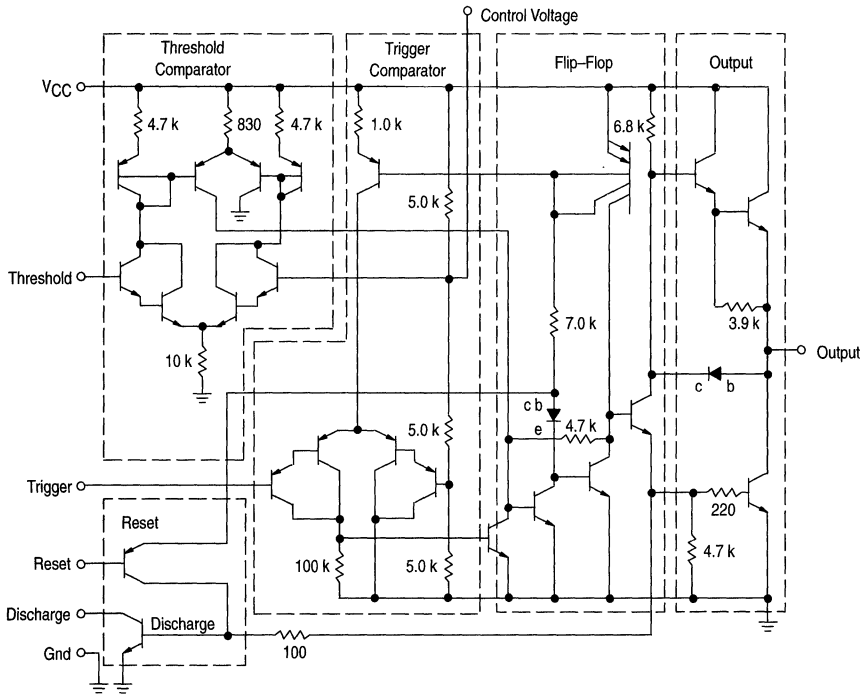 Control Voltage
Threshold
Comparator
Trigger
Comparator
Flip–Flop
Output
VCC
4.7 k
830
4.7 k
1.0 k
6.8 k
5.0 k
Threshold
3.9 k
7.0 k
Output
10 k
c b
c
b
e
4.7 k
5.0 k
Trigger
220
Reset
4.7 k
Reset
100 k
5.0 k
Discharge
Discharge
Gnd
100